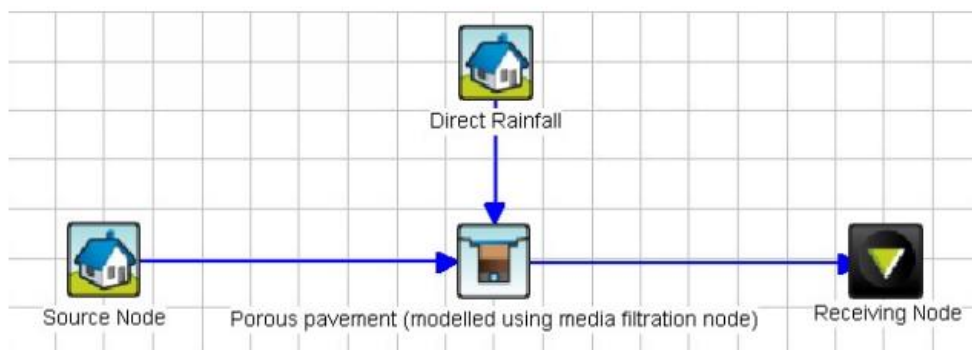 Direct Rainfall
Source Node
Porous pavement (modelled using media filtration node)
Receiving Node